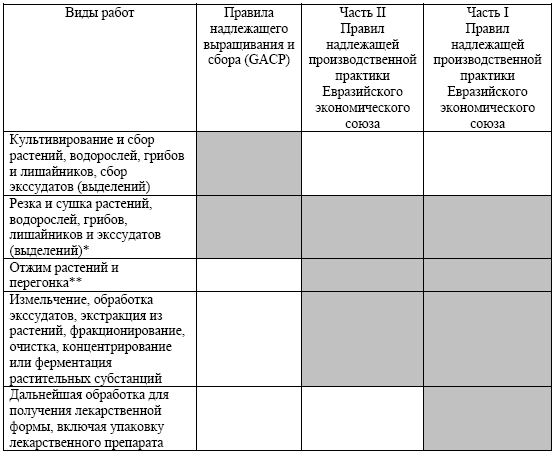 Виды работ
Правила
надлежащего
выращивания и
сбора (GACP)
Часть II
Правил
надлежащей
производственной
практики
Евразийского
экономического
союза
Часть I
Правил
надлежащей
производственной
практики
Евразийского
экономического
союза
Культивирование и сбор
растений, водорослей, грибов
и лишайников, сбор
экссудатов (выделений)
Резка и сушка растений,
водорослей, грибов,
лишайников и экссудатов
(выделений)*
Отжим растений и
перегонка**
Измельчение, обработка
экссудатов, экстракция из
растений, фракционирование,
очистка, концентрирование
или ферментация
растительных субстанций
Дальнейшая обработка для
получения лекарственной
формы, включая упаковку
лекарственного препарата